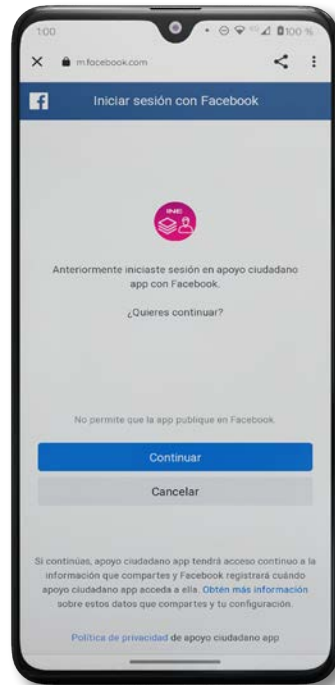 1:00
100 %
m.facebook.com
Iniciar sesión con Facebook
INE
Anteriormente iniciaste sesión en apoyo ciudadano
app con Facebook.
¿Quieres continuar?
No permite que la app publique en Facebook.
Continuar
Cancelar
Si continúas, apoyo ciudadano app tendrá acceso continuo a la
información que compartes y Facebook registrará cuándo
apoyo ciudadano app acceda a ella. Obtén más información
sobre estos datos que compartes y tu configuración.
Política de privacidad de apoyo ciudadano app